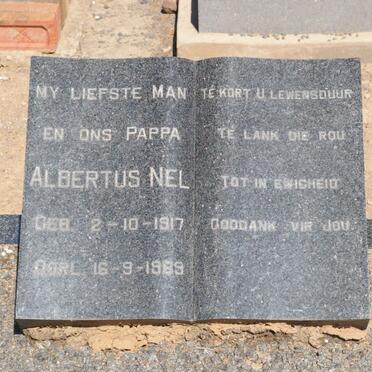 MY LIEFSTE MAN
EN ONS PAPPA
ALBERTUS NEL
GEB. 2-10-1917
OORL. 16-9-1989
TE KORT U LEWENSDUUR
TE LANK DIE ROU
TOT IN EWIGHEID
GODDANK VIR JOU.